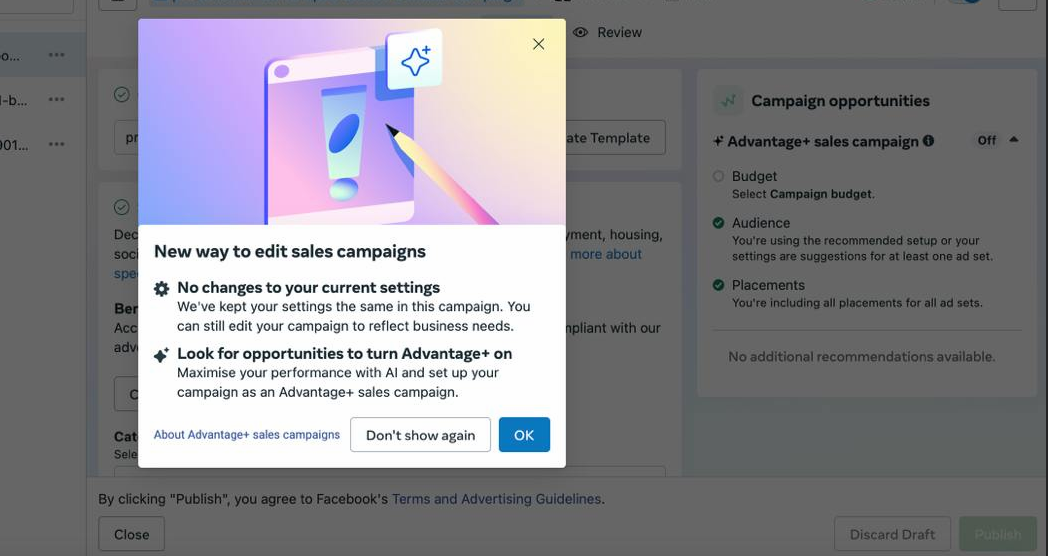 Review
o...
Campaign opportunities
I-b...
pr
ate Template
901...
Advantage+ sales campaign
Off
Budget
Select Campaign budget.
Audience
You're using the recommended setup or your
settings are suggestions for at least one ad set.
Placements
You're including all placements for all ad sets.
No additional recommendations available.
Dec
yment, housing,
soci
more about
spe
Ber
Acc
mpliant with our
adv
C
Cat
Sele
New way to edit sales campaigns
No changes to your current settings
We've kept your settings the same in this campaign. You
can still edit your campaign to reflect business needs.
Look for opportunities to turn Advantage+ on
Maximise your performance with AI and set up your
campaign as an Advantage+ sales campaign.
About Advantage+ sales campaigns
Don't show again
OK
By clicking "Publish", you agree to Facebook's Terms and Advertising Guidelines.
Close
Discard Draft
Publish